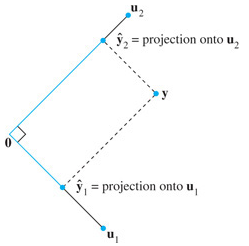 u₂
ŷ₂ = projection onto u₂
y
0
ŷ₁ = projection onto u₁
u₁